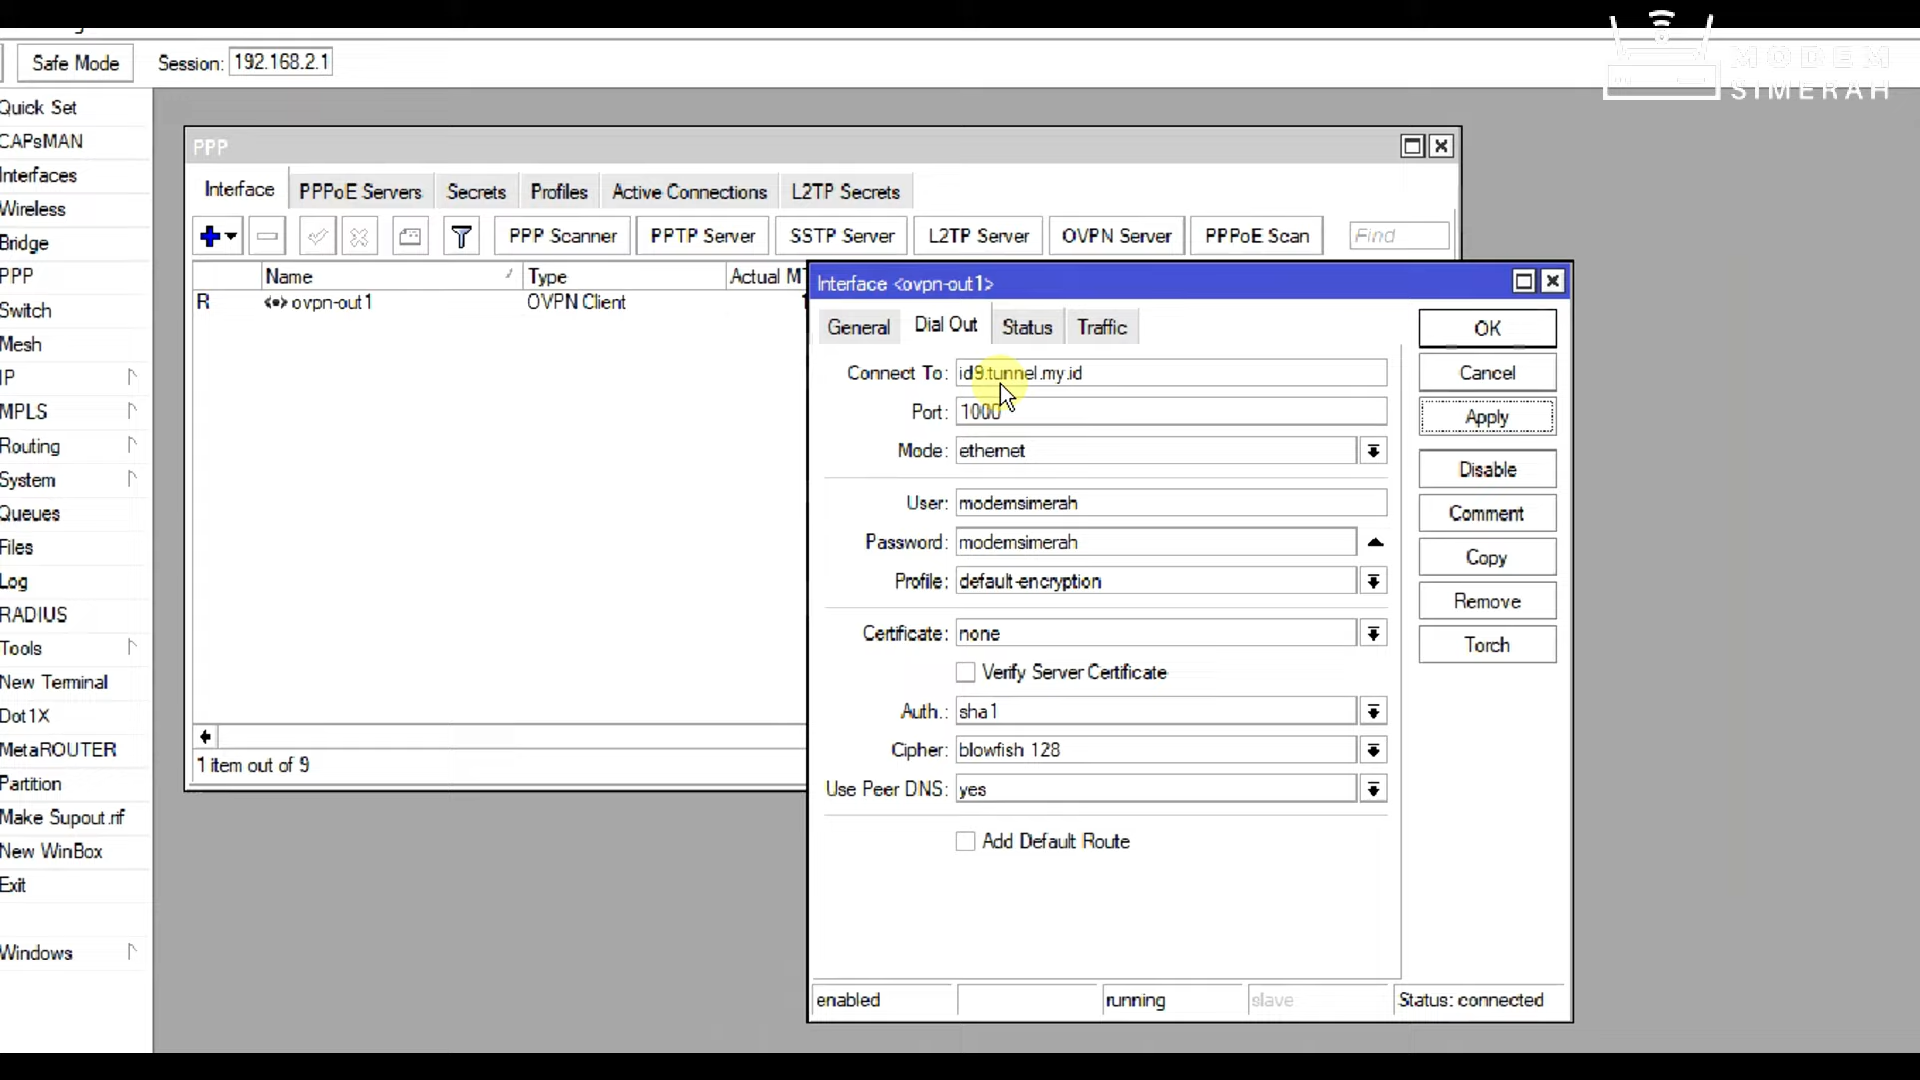 MODEM
SIMERAH
Safe Mode Session: 192.168.2.1
Quick Set
CAPsMAN
Interfaces
Wireless
Bridge
PPP
Switch
Mesh
IP
MPLS
Routing
System
Queues
Files
Log
RADIUS
Tools
New Terminal
Dot1X
MetaROUTER
Partition
Make Supout.rif
New WinBox
Exit
Windows
PPP
Interface PPPoE Servers Secrets Profiles Active Connections L2TP Secrets
PPP Scanner PPTP Server SSTP Server L2TP Server OVPN Server PPPoE Scan Find
Name Type Actual MT
R ovpn-out1 OVPN Client
1 item out of 9
Interface <ovpn-out1>
General Dial Out Status Traffic
Connect To: id9.tunnel.my.id
Port: 1000
Mode: ethernet
User: modemsimerah
Password: modemsimerah
Profile: default-encryption
Certificate: none
Verify Server Certificate
Auth.: sha1
Cipher: blowfish 128
Use Peer DNS: yes
Add Default Route
OK
Cancel
Apply
Disable
Comment
Copy
Remove
Torch
enabled running slave Status: connected